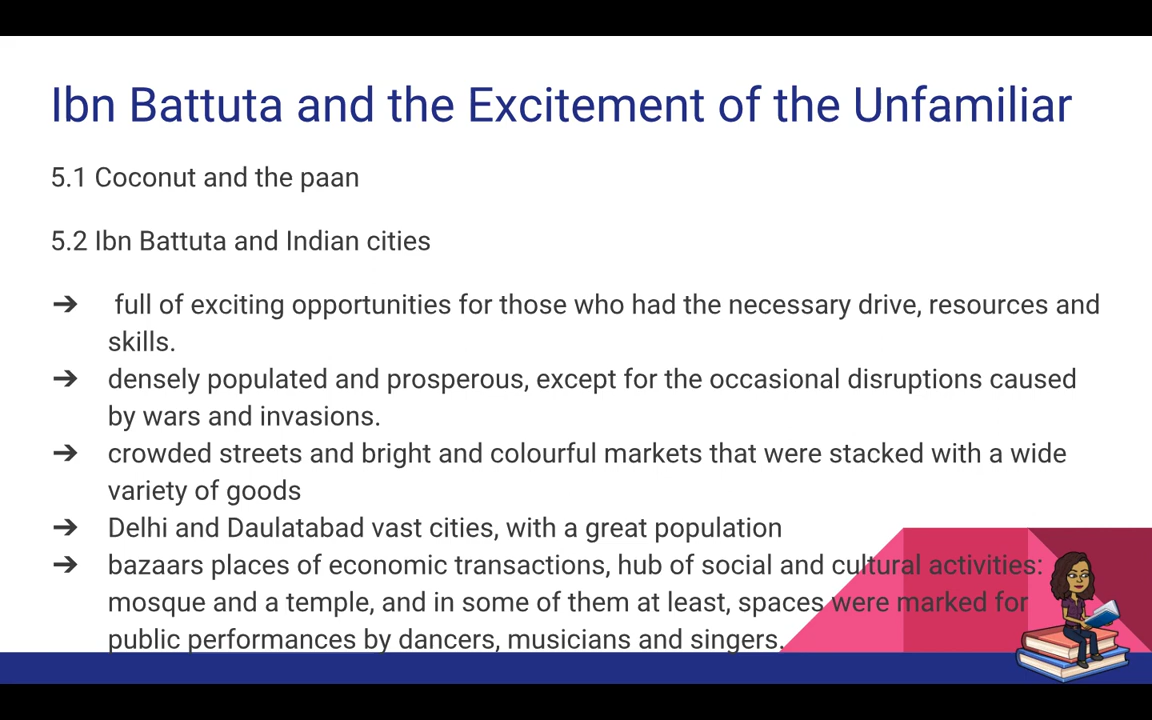 Ibn Battuta and the Excitement of the Unfamiliar
5.1 Coconut and the paan
5.2 Ibn Battuta and Indian cities
➔ full of exciting opportunities for those who had the necessary drive, resources and
skills.
➔ densely populated and prosperous, except for the occasional disruptions caused
by wars and invasions.
➔ crowded streets and bright and colourful markets that were stacked with a wide
variety of goods
➔ Delhi and Daulatabad vast cities, with a great population
➔ bazaars places of economic transactions, hub of social and cultural activities:
mosque and a temple, and in some of them at least, spaces were marked for
public performances by dancers, musicians and singers.